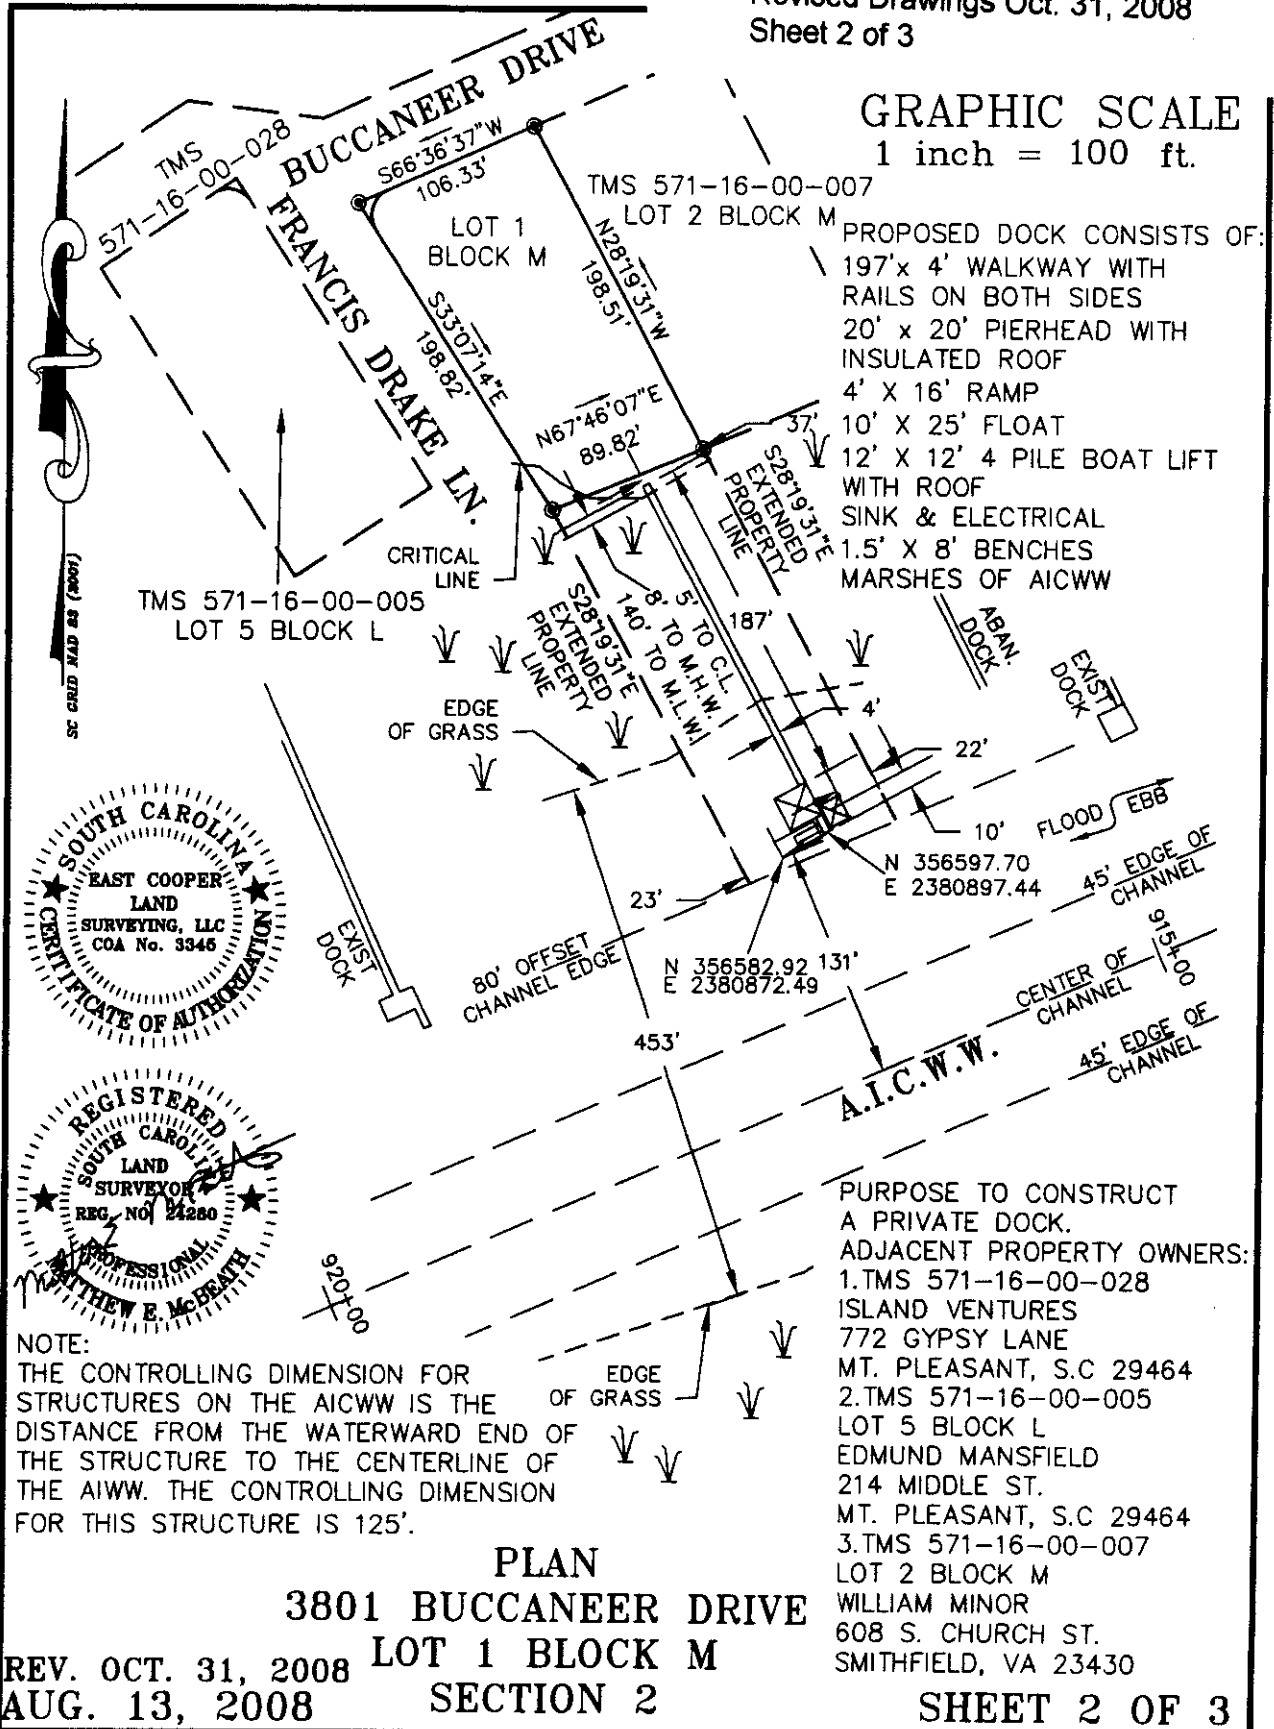 Revised Drawings Oct. 31, 2008
Sheet 2 of 3
GRAPHIC SCALE
1 inch = 100 ft.
BUCCANEER DRIVE
TMS
571-16-00-028
S66°36'37"W
106.33'
FRANCIS DRAKE LN.
LOT 1
BLOCK M
TMS 571-16-00-007
LOT 2 BLOCK M
N28°19'31"W
198.51'
S33°07'14"E
198.82'
N67°46'07"E
89.82'
PROPOSED DOCK CONSISTS OF:
197'x 4' WALKWAY WITH
RAILS ON BOTH SIDES
20' x 20' PIERHEAD WITH
INSULATED ROOF
4' X 16' RAMP
10' X 25' FLOAT
12' X 12' 4 PILE BOAT LIFT
WITH ROOF
SINK & ELECTRICAL
1.5' X 8' BENCHES
MARSHES OF AICWW
37'
S28°19'31"E
EXTENDED
PROPERTY
LINE
CRITICAL
LINE
SC GRID NAD 83 (2001)
TMS 571-16-00-005
LOT 5 BLOCK L
S28°19'31"E
EXTENDED
PROPERTY
LINE
5' TO C.L.
8' TO M.H.W.
140' TO M.L.W.
187'
ABAN.
DOCK
EXIST
DOCK
EDGE
OF GRASS
4'
22'
10'
FLOOD
EBB
N 356597.70
E 2380897.44
45' EDGE OF
CHANNEL
23'
EXIST
DOCK
80' OFFSET
CHANNEL EDGE
N 356582.92
E 2380872.49
131'
453'
915+00
CENTER OF
CHANNEL
45' EDGE OF
CHANNEL
A.I.C.W.W.
SOUTH CAROLINA
EAST COOPER
LAND
SURVEYING, LLC
COA No. 3345
CERTIFICATE OF AUTHORIZATION
REGISTERED
SOUTH CAROLINA
LAND
SURVEYOR
REG. NO 24280
PROFESSIONAL
MATTHEW E. McBEATH
920+00
EDGE
OF GRASS
PURPOSE TO CONSTRUCT
A PRIVATE DOCK.
ADJACENT PROPERTY OWNERS:
1.TMS 571-16-00-028
ISLAND VENTURES
772 GYPSY LANE
MT. PLEASANT, S.C 29464
2.TMS 571-16-00-005
LOT 5 BLOCK L
EDMUND MANSFIELD
214 MIDDLE ST.
MT. PLEASANT, S.C 29464
3.TMS 571-16-00-007
LOT 2 BLOCK M
WILLIAM MINOR
608 S. CHURCH ST.
SMITHFIELD, VA 23430
NOTE:
THE CONTROLLING DIMENSION FOR
STRUCTURES ON THE AICWW IS THE
DISTANCE FROM THE WATERWARD END OF
THE STRUCTURE TO THE CENTERLINE OF
THE AIWW. THE CONTROLLING DIMENSION
FOR THIS STRUCTURE IS 125'.
PLAN
3801 BUCCANEER DRIVE
LOT 1 BLOCK M
SECTION 2
REV. OCT. 31, 2008
AUG. 13, 2008
SHEET 2 OF 3